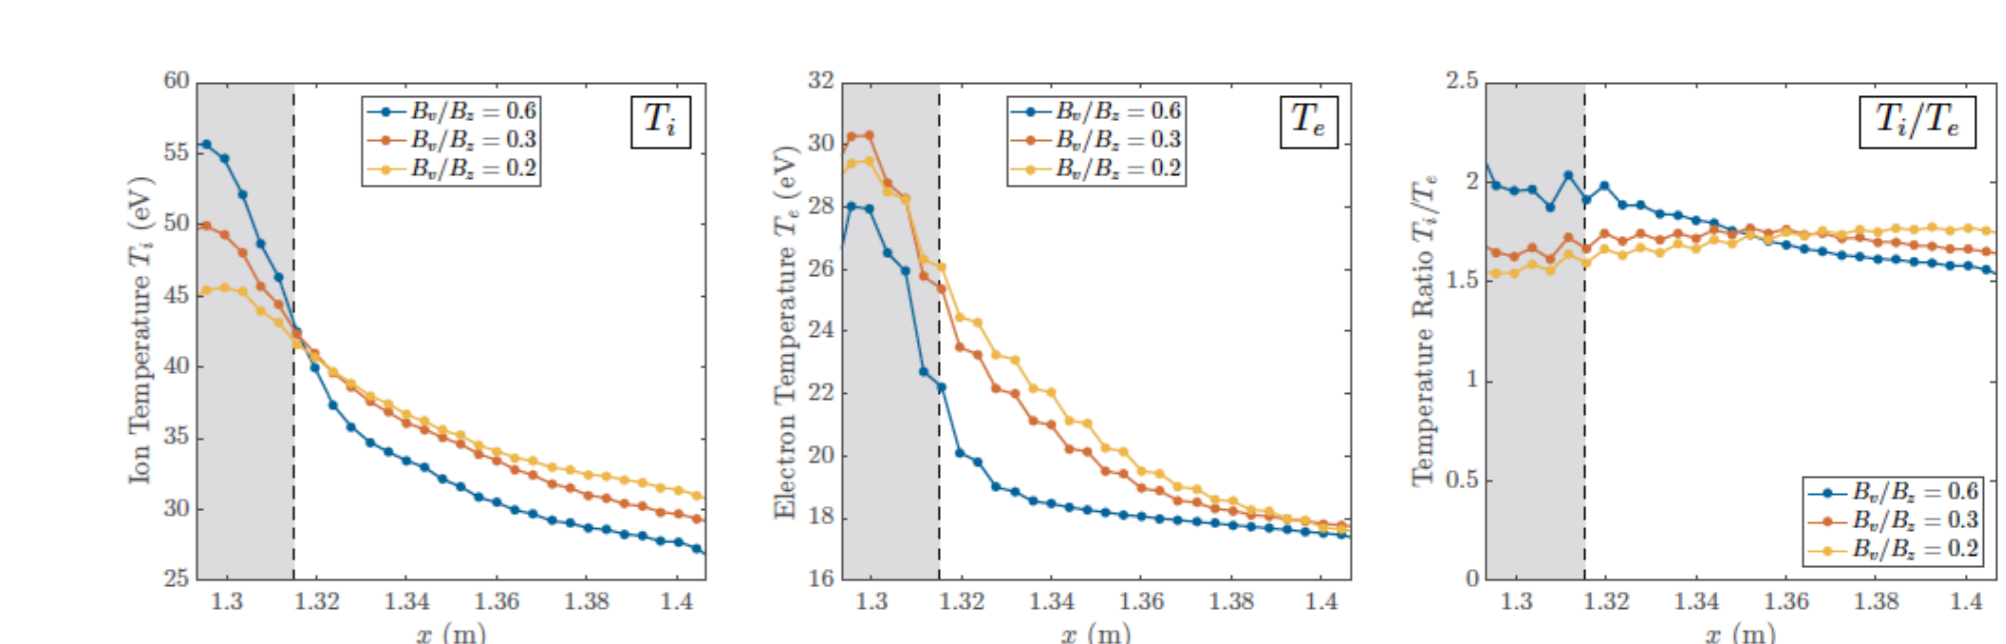 Ion Temperature T_i (eV)
60
55
50
45
40
35
30
25
B_v/B_z = 0.6
B_v/B_z = 0.3
B_v/B_z = 0.2
T_i
1.3 1.32 1.34 1.36 1.38 1.4
x (m)
Electron Temperature T_e (eV)
32
30
28
26
24
22
20
18
16
B_v/B_z = 0.6
B_v/B_z = 0.3
B_v/B_z = 0.2
T_e
1.3 1.32 1.34 1.36 1.38 1.4
x (m)
Temperature Ratio T_i/T_e
2.5
2
1.5
1
0.5
0
T_i/T_e
B_v/B_z = 0.6
B_v/B_z = 0.3
B_v/B_z = 0.2
1.3 1.32 1.34 1.36 1.38 1.4
x (m)